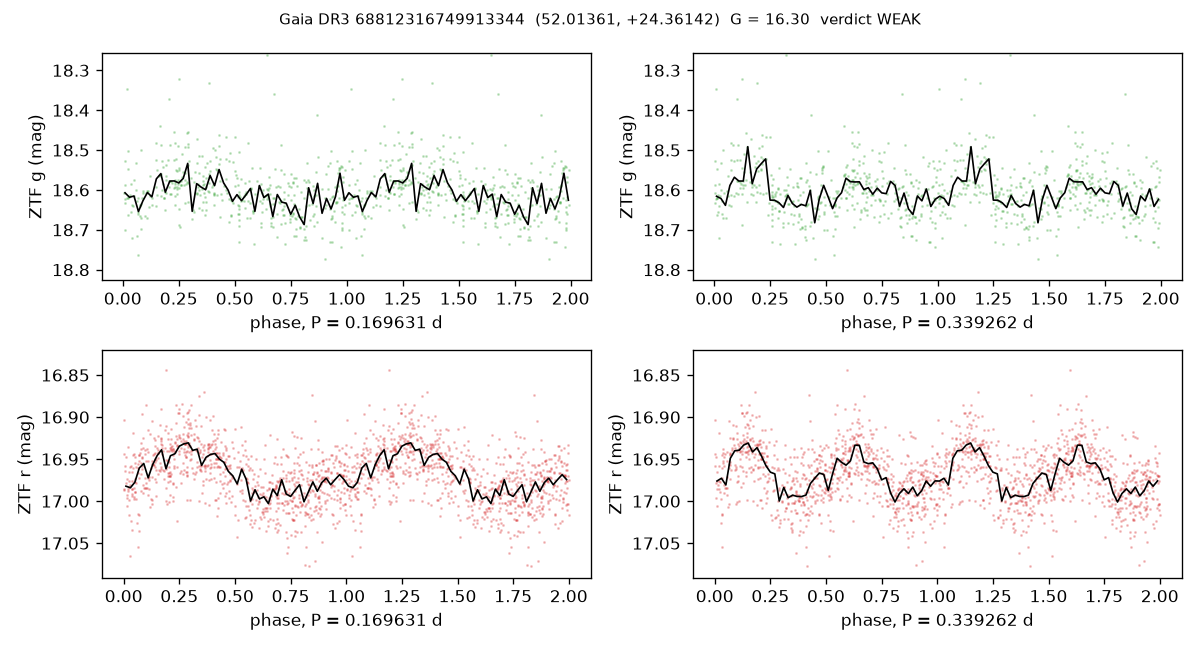 Gaia DR3 68812316749913344 (52.01361, +24.36142) G = 16.30 verdict WEAK
ZTF g (mag)
18.3
18.4
18.5
18.6
18.7
18.8
0.00 0.25 0.50 0.75 1.00 1.25 1.50 1.75 2.00
phase, P = 0.169631 d
ZTF g (mag)
18.3
18.4
18.5
18.6
18.7
18.8
0.00 0.25 0.50 0.75 1.00 1.25 1.50 1.75 2.00
phase, P = 0.339262 d
ZTF r (mag)
16.85
16.90
16.95
17.00
17.05
0.00 0.25 0.50 0.75 1.00 1.25 1.50 1.75 2.00
phase, P = 0.169631 d
ZTF r (mag)
16.85
16.90
16.95
17.00
17.05
0.00 0.25 0.50 0.75 1.00 1.25 1.50 1.75 2.00
phase, P = 0.339262 d